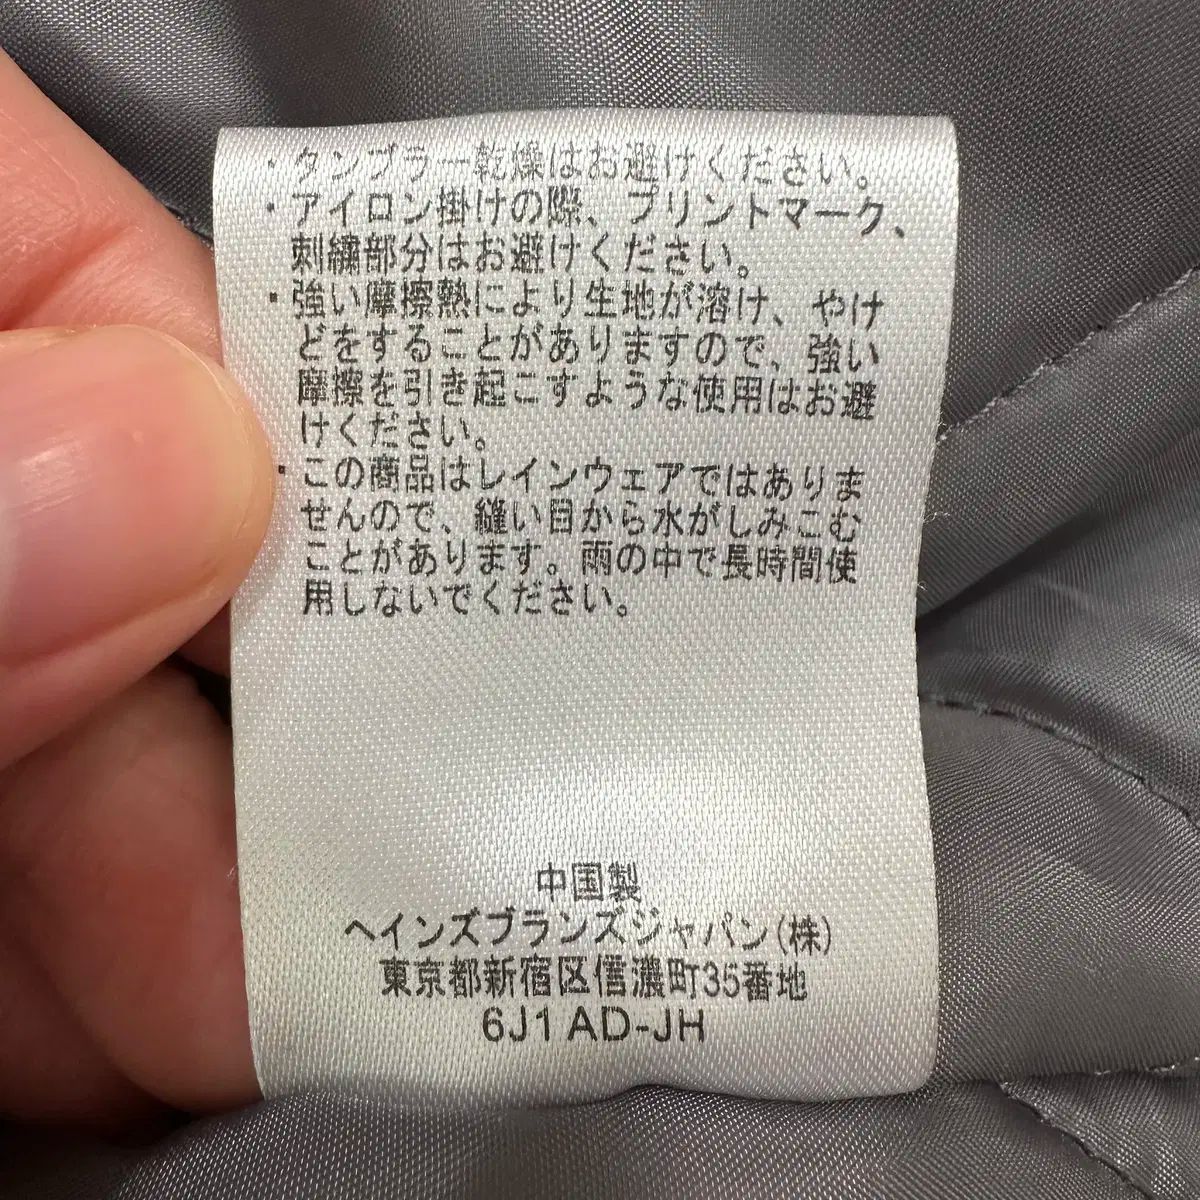 ・タンブラー乾燥はお避けください。
・アイロン掛けの際、プリントマーク、
刺繍部分はお避けください。
・強い摩擦熱により生地が溶け、やけ
どをすることがありますので、強い
摩擦を引き起こすような使用はお避
けください。
・この商品はレインウェアではありま
せんので、縫い目から水がしみこむ
ことがあります。雨の中で長時間使
用しないでください。
中国製
ヘインズブランズジャパン(株)
東京都新宿区信濃町35番地
6J1 AD-JH